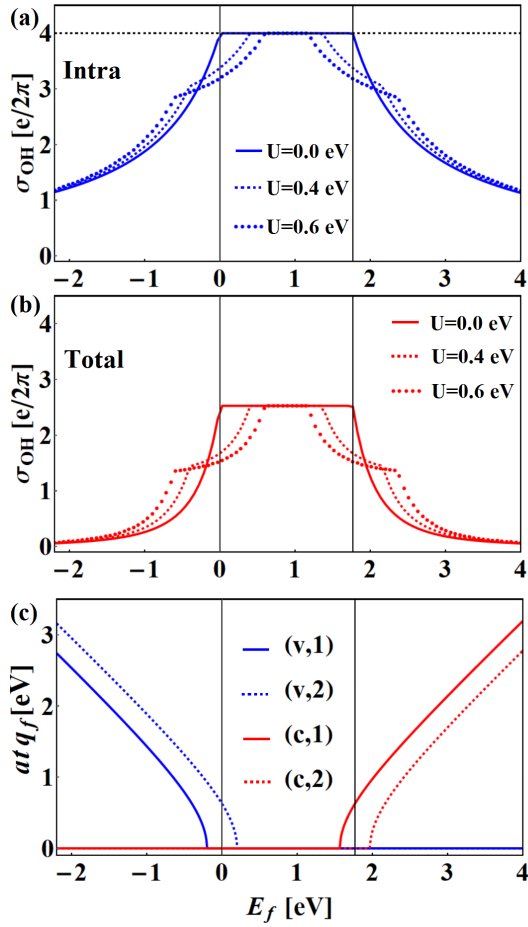 (a)
4
3
2
1
0
σOH [e/2π]
Intra
U=0.0 eV
U=0.4 eV
U=0.6 eV
−2 −1 0 1 2 3 4
(b)
4
3
2
1
0
σOH [e/2π]
Total
U=0.0 eV
U=0.4 eV
U=0.6 eV
−2 −1 0 1 2 3 4
(c)
3
2
1
0
at qf [eV]
(v,1)
(v,2)
(c,1)
(c,2)
−2 −1 0 1 2 3 4
Ef [eV]